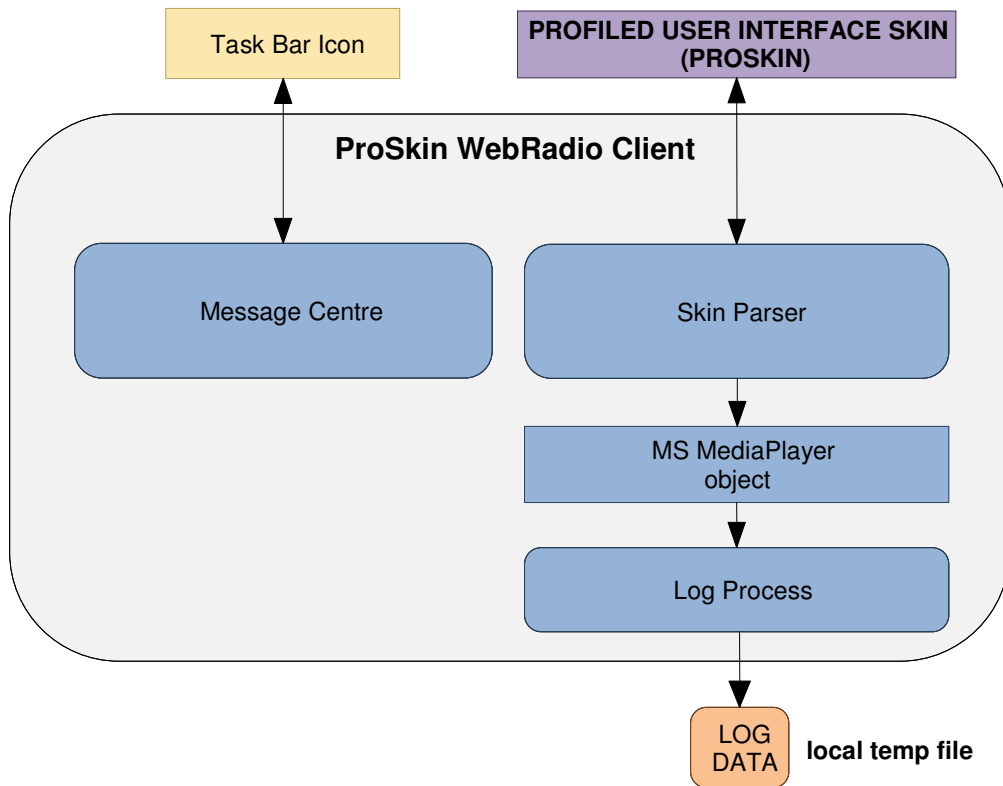 Task Bar Icon
PROFILED USER INTERFACE SKIN
(PROSKIN)
ProSkin WebRadio Client
Message Centre
Skin Parser
MS MediaPlayer
object
Log Process
LOG
DATA
local temp file